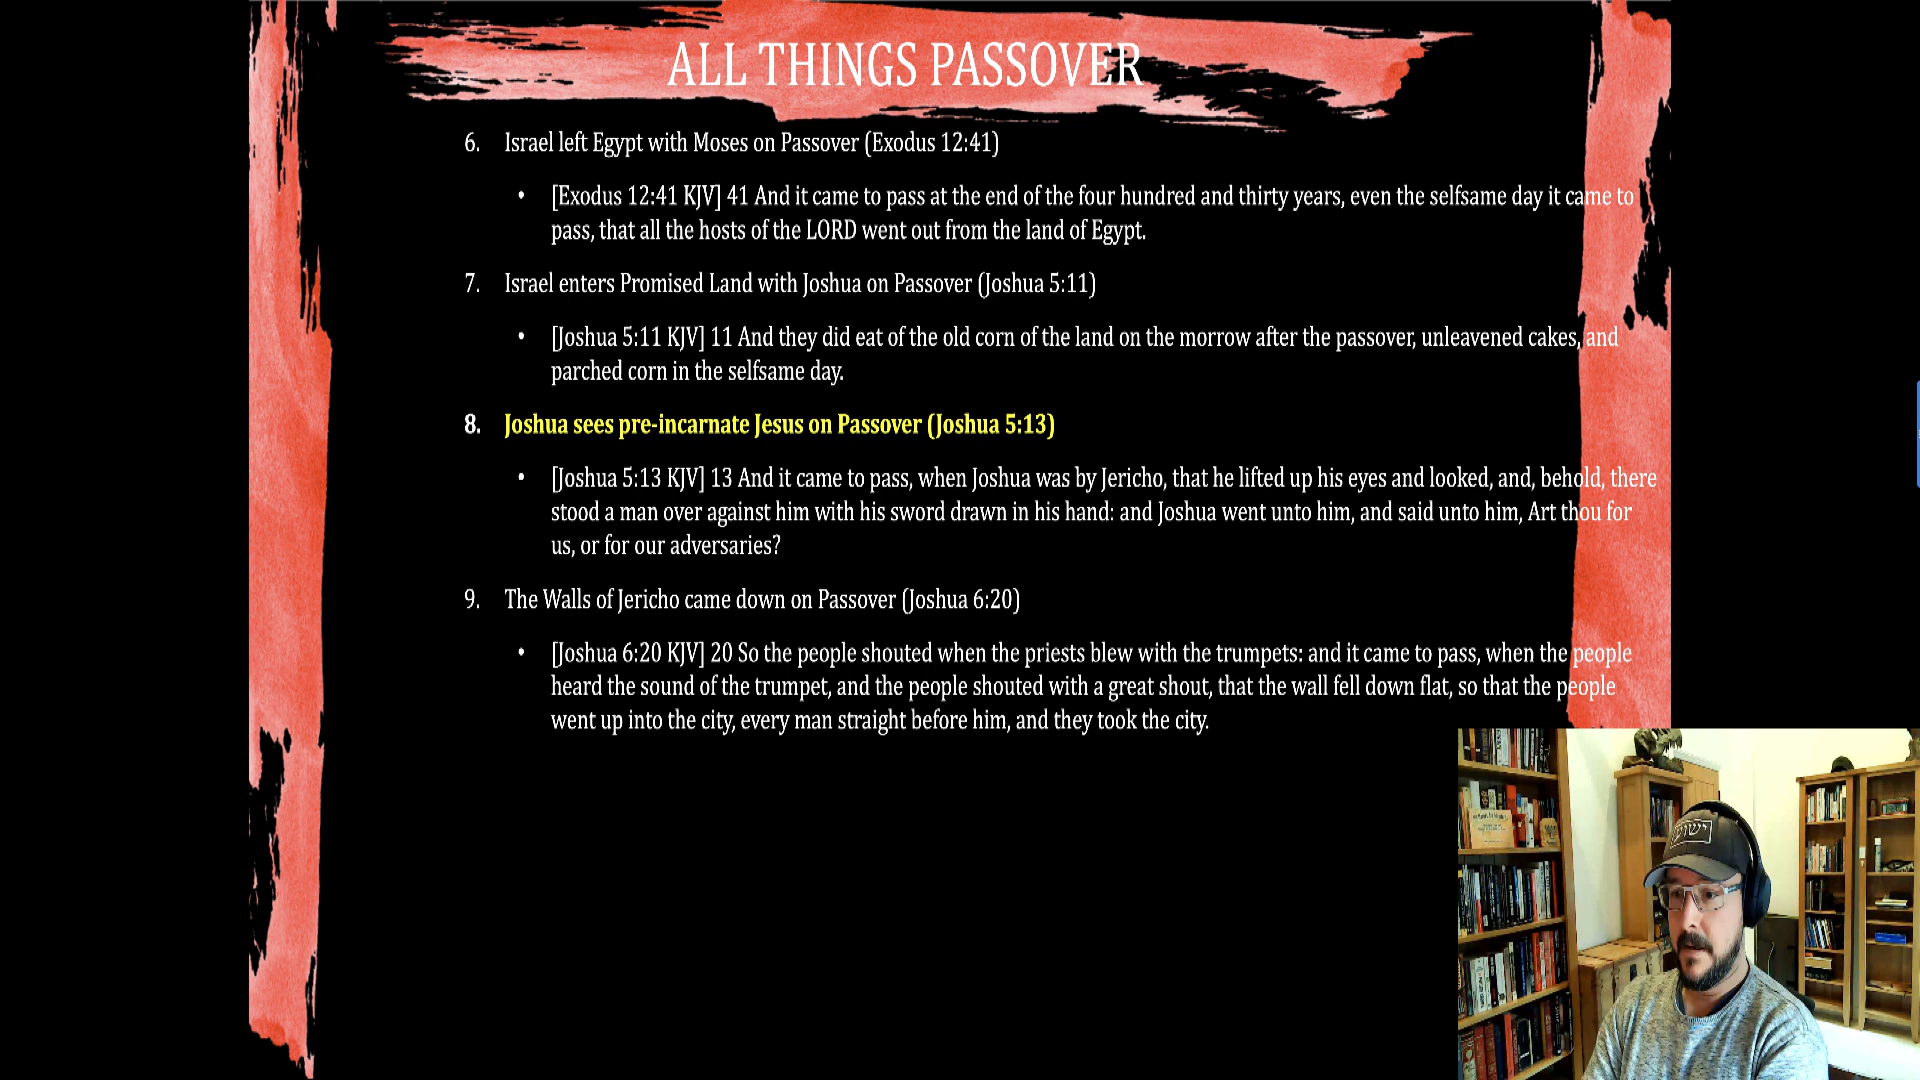 ALL THINGS PASSOVER
6. Israel left Egypt with Moses on Passover (Exodus 12:41)
• [Exodus 12:41 KJV] 41 And it came to pass at the end of the four hundred and thirty years, even the selfsame day it came to
pass, that all the hosts of the LORD went out from the land of Egypt.
7. Israel enters Promised Land with Joshua on Passover (Joshua 5:11)
• [Joshua 5:11 KJV] 11 And they did eat of the old corn of the land on the morrow after the passover, unleavened cakes, and
parched corn in the selfsame day.
8. Joshua sees pre-incarnate Jesus on Passover (Joshua 5:13)
• [Joshua 5:13 KJV] 13 And it came to pass, when Joshua was by Jericho, that he lifted up his eyes and looked, and, behold, there
stood a man over against him with his sword drawn in his hand: and Joshua went unto him, and said unto him, Art thou for
us, or for our adversaries?
9. The Walls of Jericho came down on Passover (Joshua 6:20)
• [Joshua 6:20 KJV] 20 So the people shouted when the priests blew with the trumpets: and it came to pass, when the people
heard the sound of the trumpet, and the people shouted with a great shout, that the wall fell down flat, so that the people
went up into the city, every man straight before him, and they took the city.
ישוע